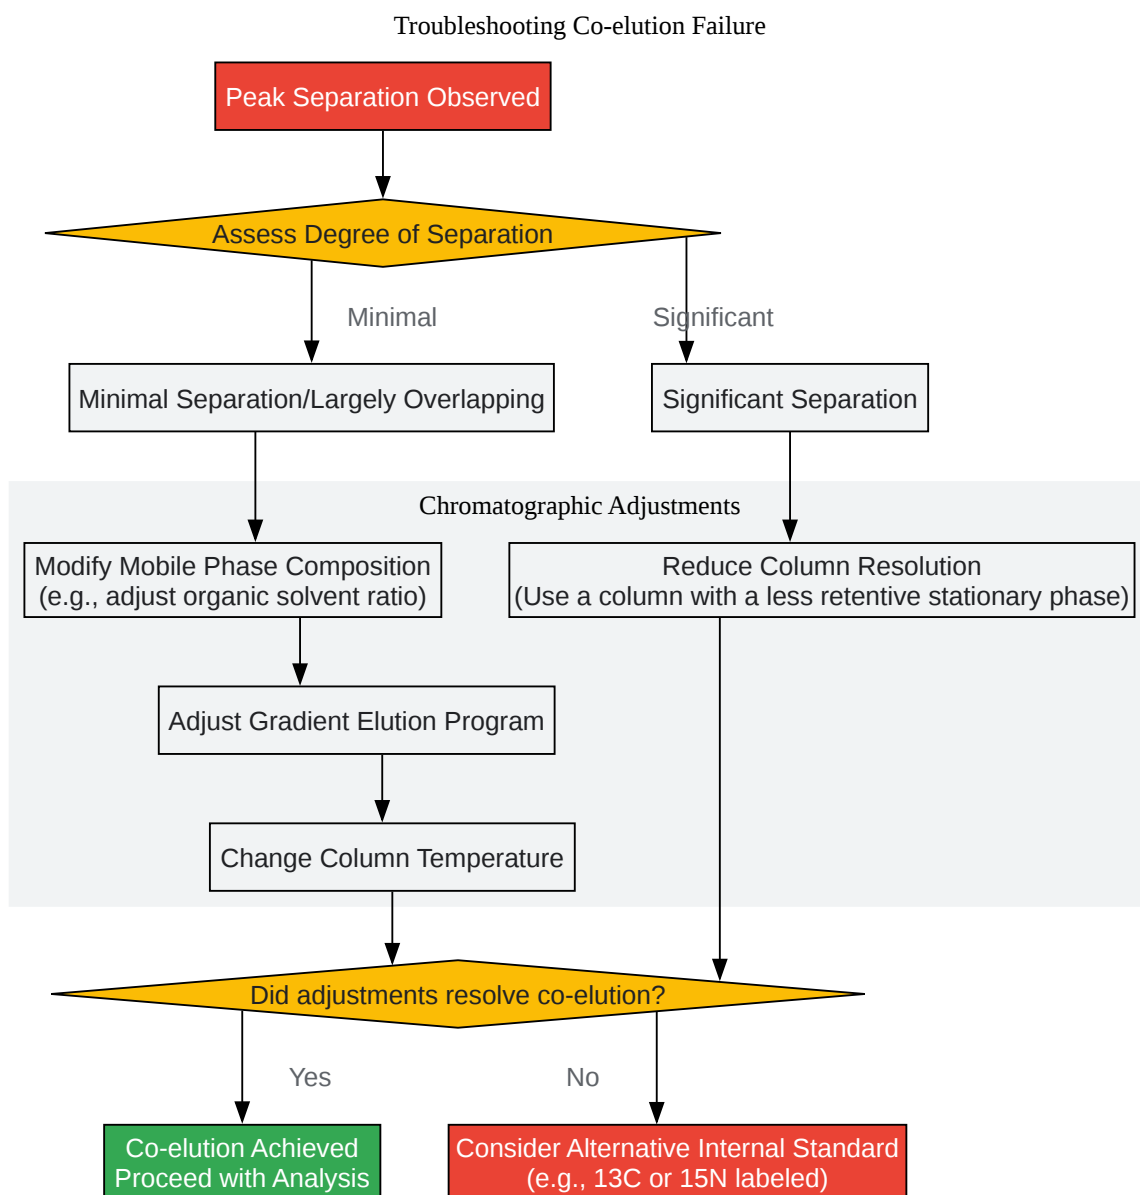 Troubleshooting Co-elution Failure
Peak Separation Observed
Assess Degree of Separation
Minimal
Significant
Minimal Separation/Largely Overlapping
Significant Separation
Chromatographic Adjustments
Modify Mobile Phase Composition
(e.g., adjust organic solvent ratio)
Reduce Column Resolution
(Use a column with a less retentive stationary phase)
Adjust Gradient Elution Program
Change Column Temperature
Did adjustments resolve co-elution?
Yes
No
Co-elution Achieved
Proceed with Analysis
Consider Alternative Internal Standard
(e.g., 13C or 15N labeled)